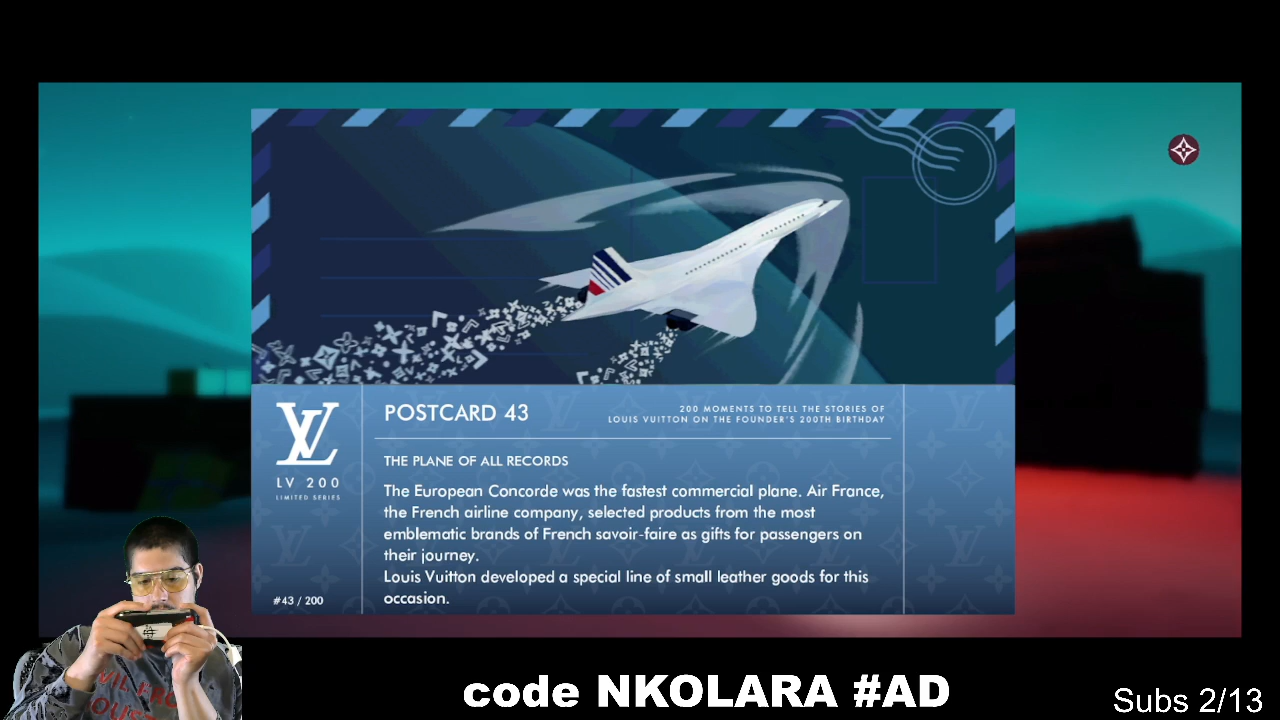 POSTCARD 43
200 MOMENTS TO TELL THE STORIES OF
LOUIS VUITTON ON THE FOUNDER'S 200TH BIRTHDAY
LV
LV 200
LIMITED SERIES
#43 / 200
THE PLANE OF ALL RECORDS
The European Concorde was the fastest commercial plane. Air France,
the French airline company, selected products from the most
emblematic brands of French savoir-faire as gifts for passengers on
their journey.
Louis Vuitton developed a special line of small leather goods for this
occasion.
code NKOLARA #AD
Subs 2/13